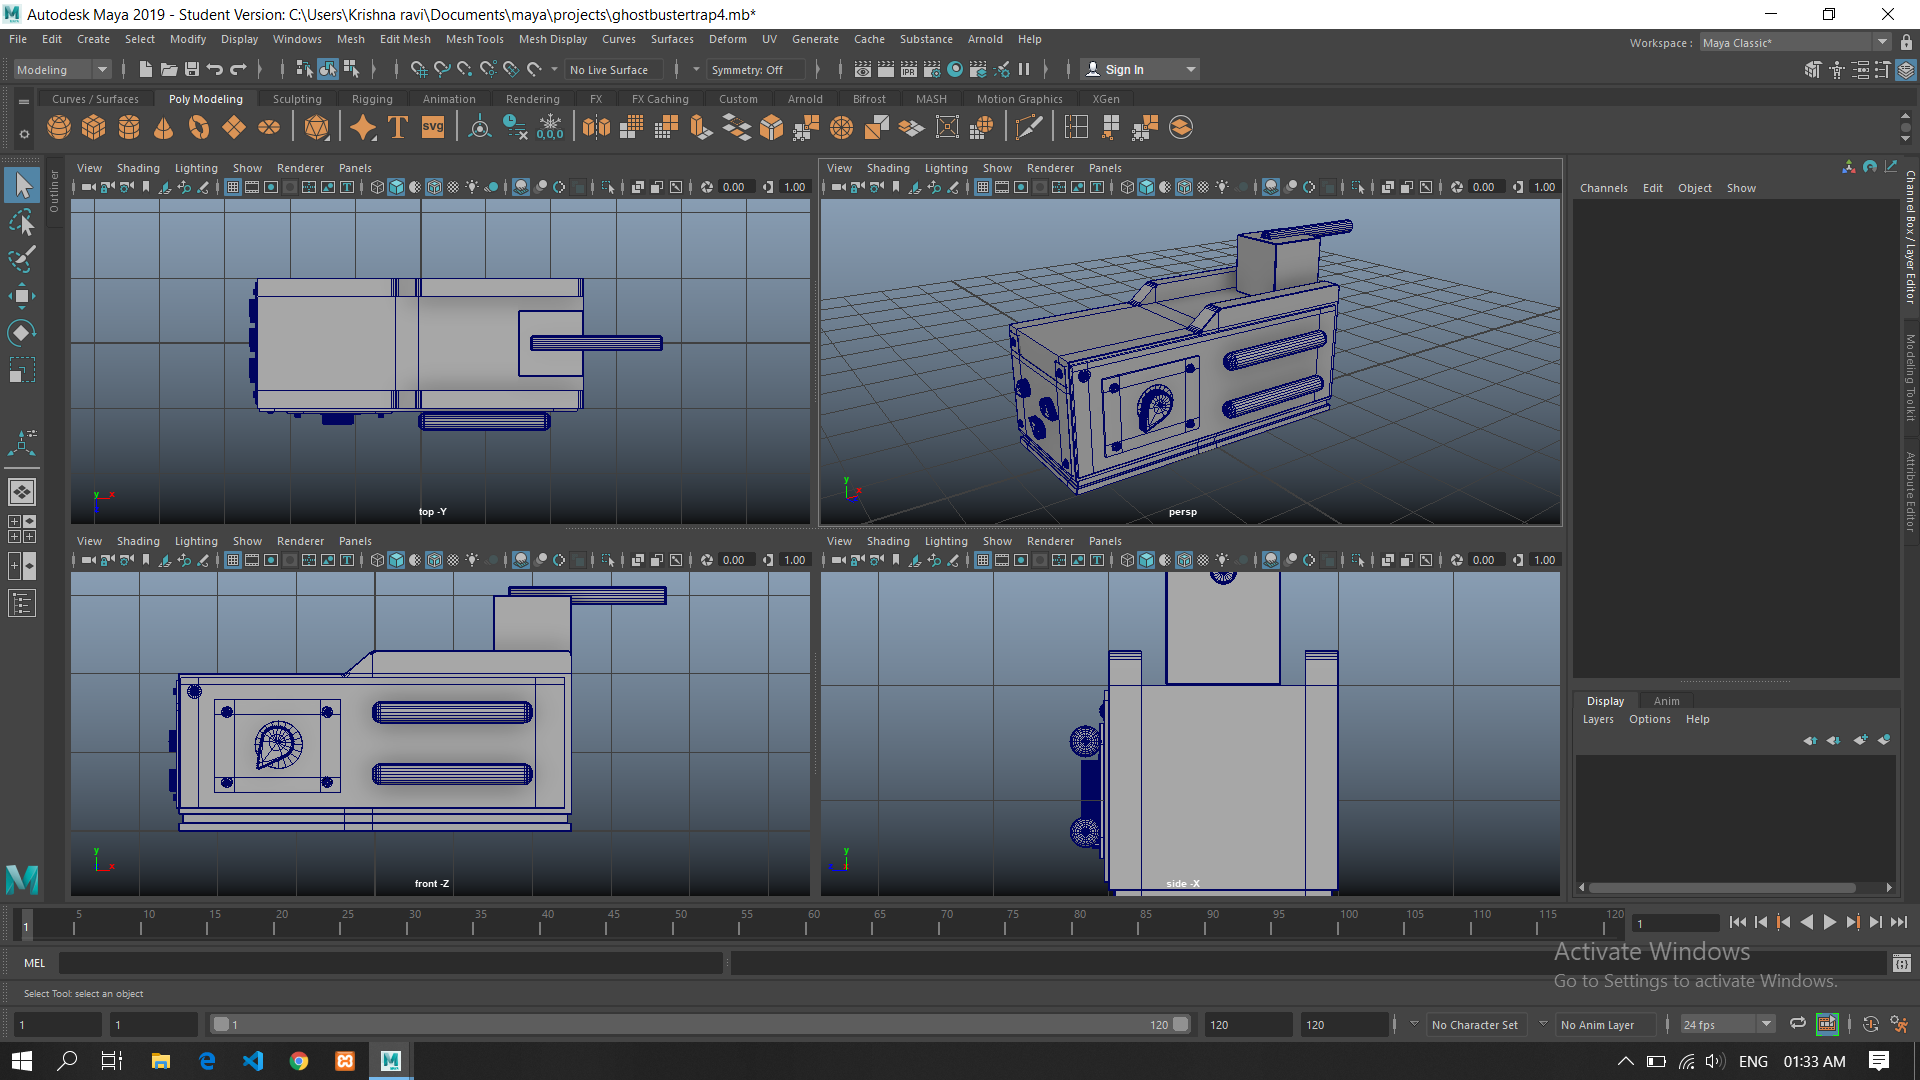 Autodesk Maya 2019 - Student Version: C:\Users\Krishna ravi\Documents\maya\projects\ghostbustertrap4.mb*
File Edit Create Select Modify Display Windows Mesh Edit Mesh Mesh Tools Mesh Display Curves Surfaces Deform UV Generate Cache Substance Arnold Help
Workspace : Maya Classic*
Modeling No Live Surface Symmetry: Off Sign In
Curves / Surfaces Poly Modeling Sculpting Rigging Animation Rendering FX FX Caching Custom Arnold Bifrost MASH Motion Graphics XGen
View Shading Lighting Show Renderer Panels
0.00 1.00
top -Y
View Shading Lighting Show Renderer Panels
0.00 1.00
persp
View Shading Lighting Show Renderer Panels
0.00 1.00
front -Z
View Shading Lighting Show Renderer Panels
0.00 1.00
side -X
Outliner
Channels Edit Object Show
Channel Box / Layer Editor
Modeling Toolkit
Attribute Editor
Display Anim
Layers Options Help
1 5 10 15 20 25 30 35 40 45 50 55 60 65 70 75 80 85 90 95 100 105 110 115 120 1
Activate Windows
Go to Settings to activate Windows.
MEL
Select Tool: select an object
1 1 1 120 120 120 No Character Set No Anim Layer 24 fps
ENG 01:33 AM